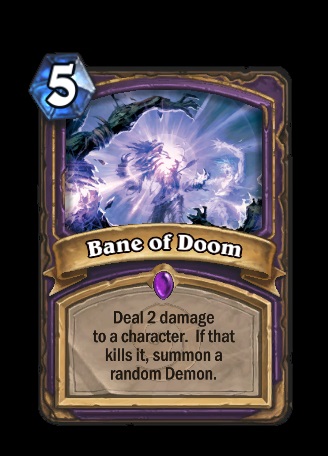 5
Bane of Doom
Deal 2 damage
to a character. If that
kills it, summon a
random Demon.